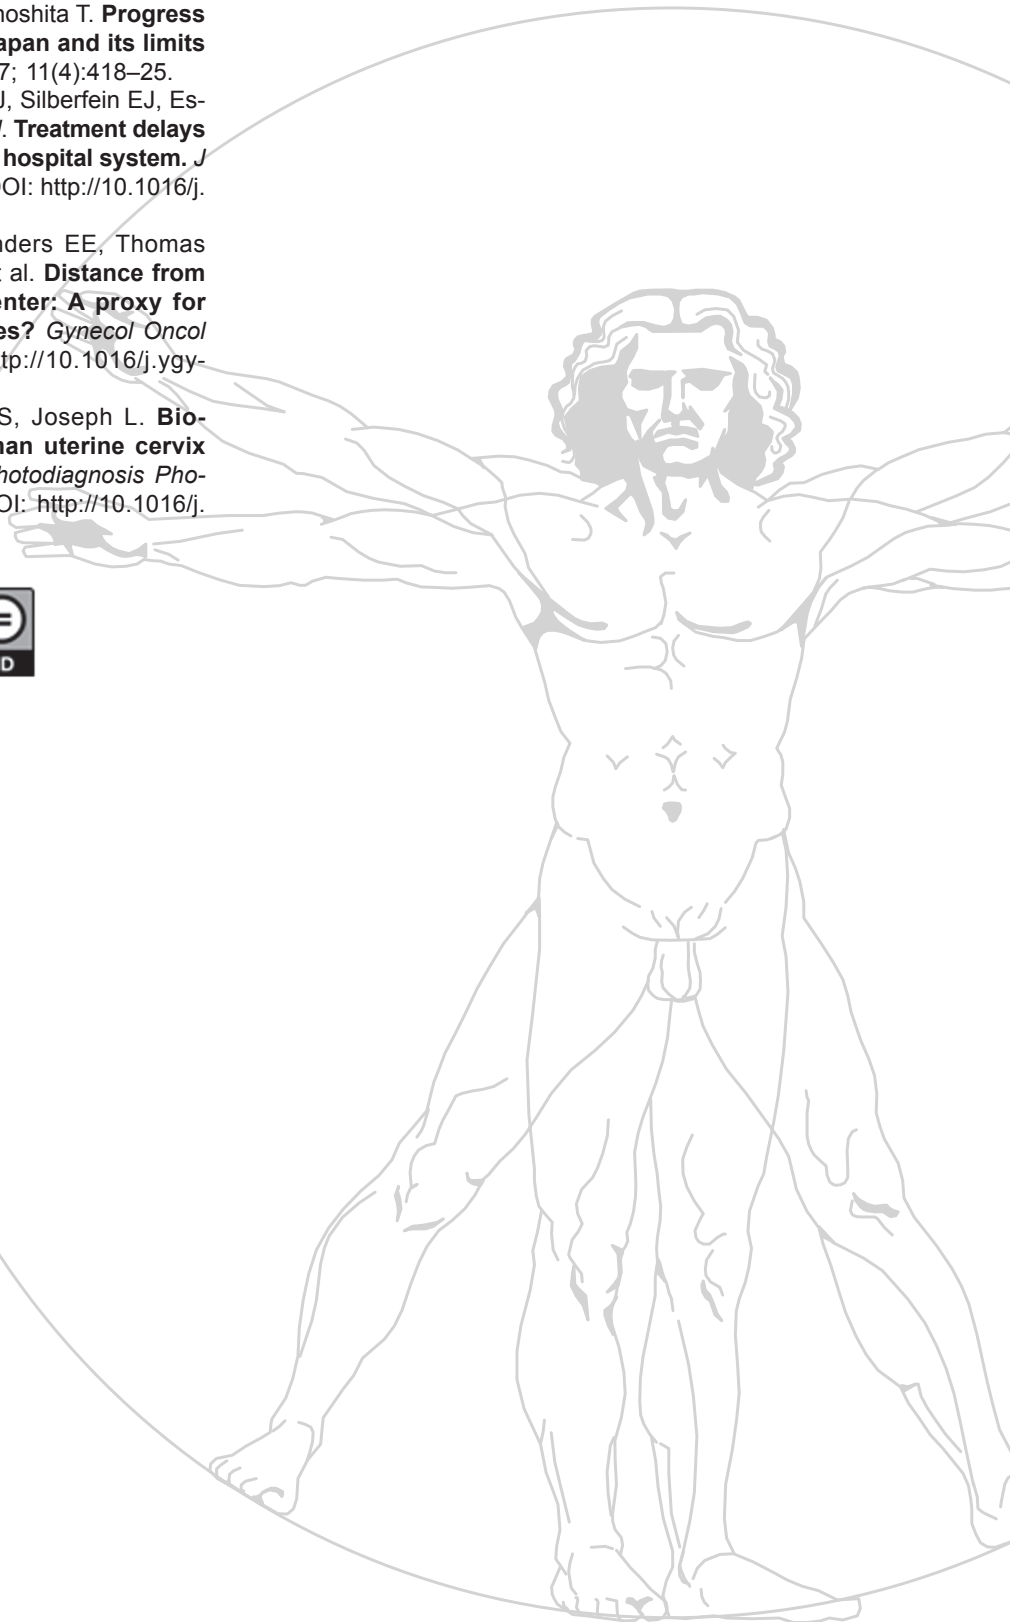 noshita T. Progress
apan and its limits
7; 11(4):418–25.
J, Silberfein EJ, Es-
. Treatment delays
hospital system. J
OI: http://10.1016/j.
nders EE, Thomas
t al. Distance from
enter: A proxy for
es? Gynecol Oncol
tp://10.1016/j.ygy-
S, Joseph L. Bio-
nan uterine cervix
hotodiagnosis Pho-
OI: http://10.1016/j.
D